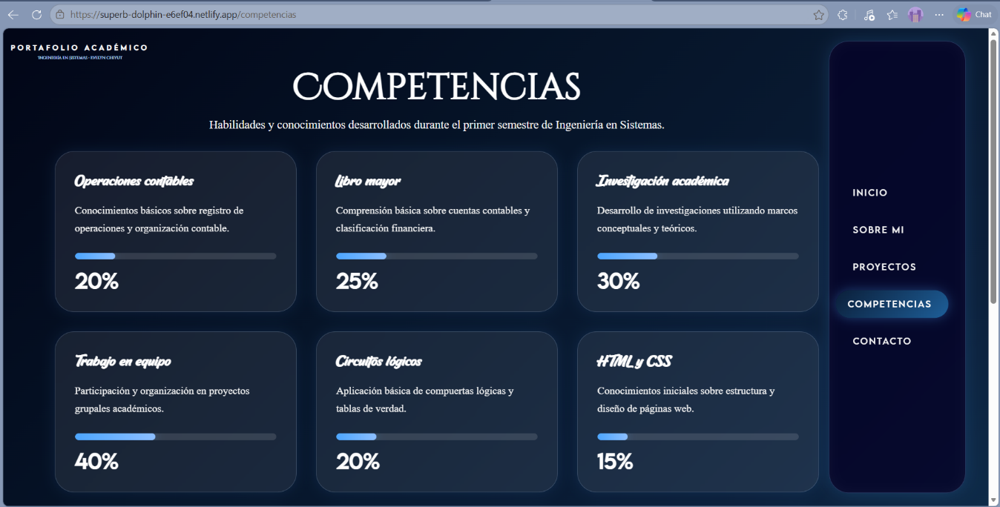 https://superb-dolphin-e6ef04.netlify.app/competencias
Chat
PORTAFOLIO ACADÉMICO
INGENIERÍA EN SISTEMAS - EVELYN CHIYUT
COMPETENCIAS
Habilidades y conocimientos desarrollados durante el primer semestre de Ingeniería en Sistemas.
Operaciones contables
Conocimientos básicos sobre registro de
operaciones y organización contable.
20%
Libro mayor
Comprensión básica sobre cuentas contables y
clasificación financiera.
25%
Investigación académica
Desarrollo de investigaciones utilizando marcos
conceptuales y teóricos.
30%
Trabajo en equipo
Participación y organización en proyectos
grupales académicos.
40%
Circuitos lógicos
Aplicación básica de compuertas lógicas y
tablas de verdad.
20%
HTML y CSS
Conocimientos iniciales sobre estructura y
diseño de páginas web.
15%
INICIO
SOBRE MI
PROYECTOS
COMPETENCIAS
CONTACTO